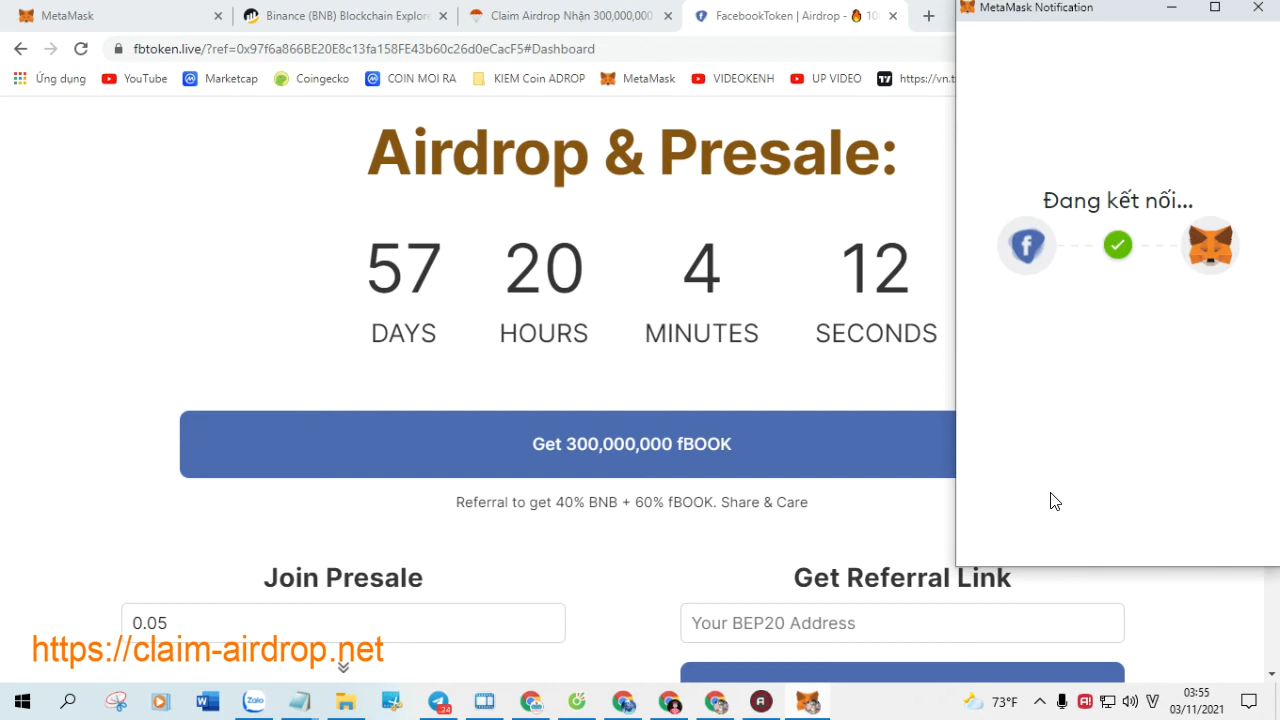 MetaMask
Binance (BNB) Blockchain Explore
Claim Airdrop Nhận 300,000,000
FacebookToken | Airdrop - 🔥 10
MetaMask Notification
fbtoken.live/?ref=0x97f6a866BE20E8c13fa158FE43b60c26d0eCacF5#Dashboard
Ứng dụng
YouTube
Marketcap
Coingecko
COIN MOI RA
KIEM Coin ADROP
MetaMask
VIDEOKENH
UP VIDEO
https://vn.t
Airdrop & Presale:
Đang kết nối...
57 20 4 12
DAYS HOURS MINUTES SECONDS
Get 300,000,000 fBOOK
Referral to get 40% BNB + 60% fBOOK. Share & Care
Join Presale
Get Referral Link
0.05
Your BEP20 Address
https://claim-airdrop.net
Zalo
24
73°F
03:55
03/11/2021